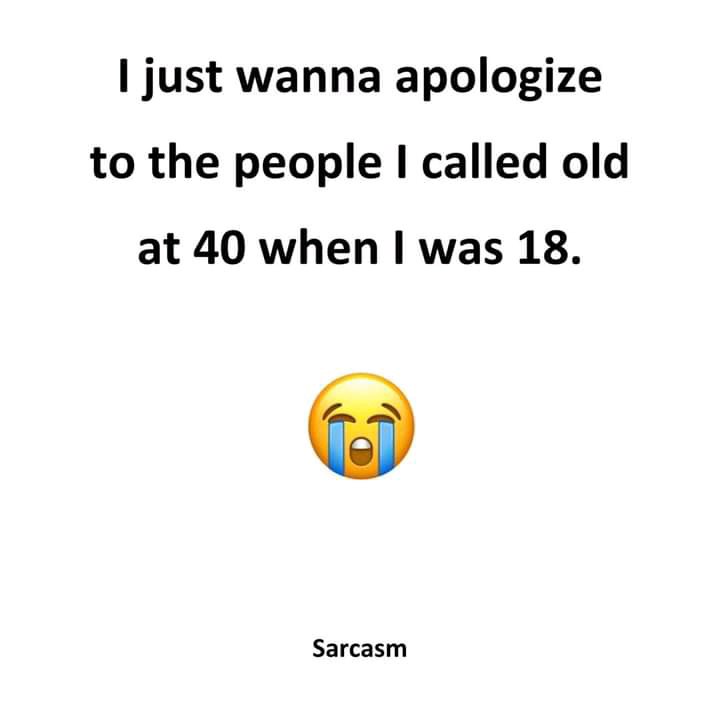 I just wanna apologize
to the people I called old
at 40 when I was 18.
Sarcasm